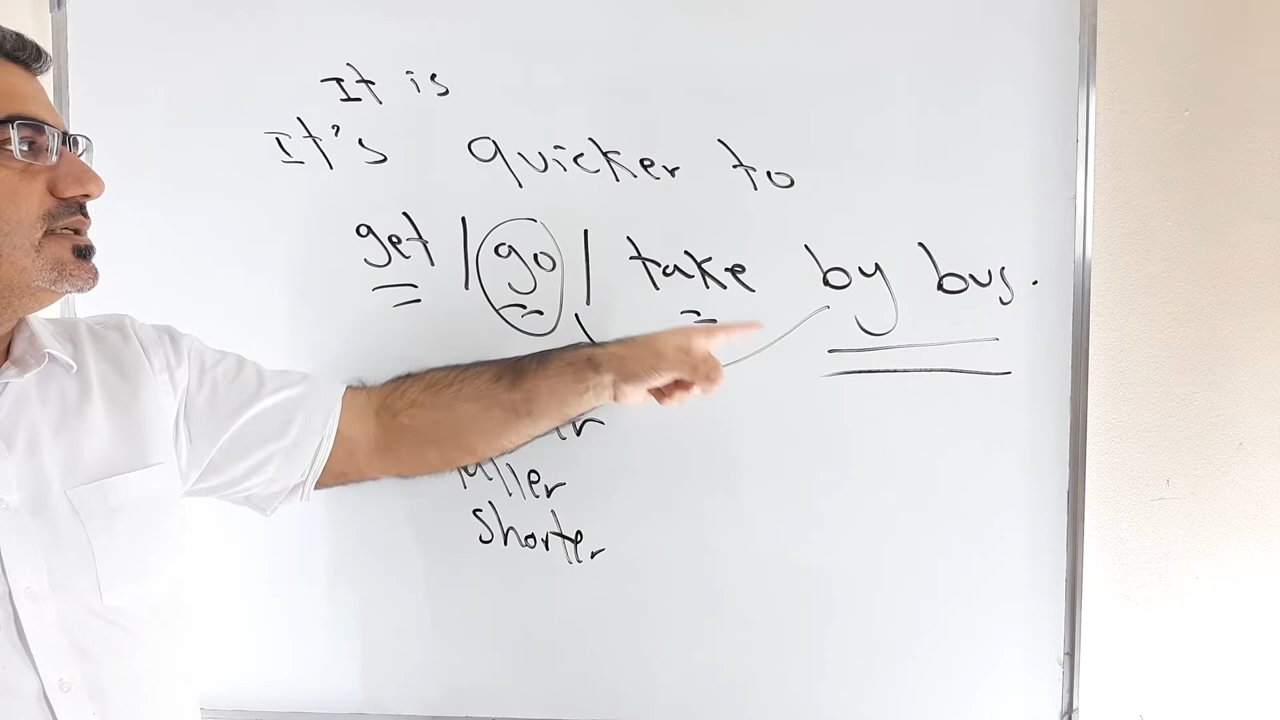 It is
It's quicker to
get / go / take by bus.
shorter